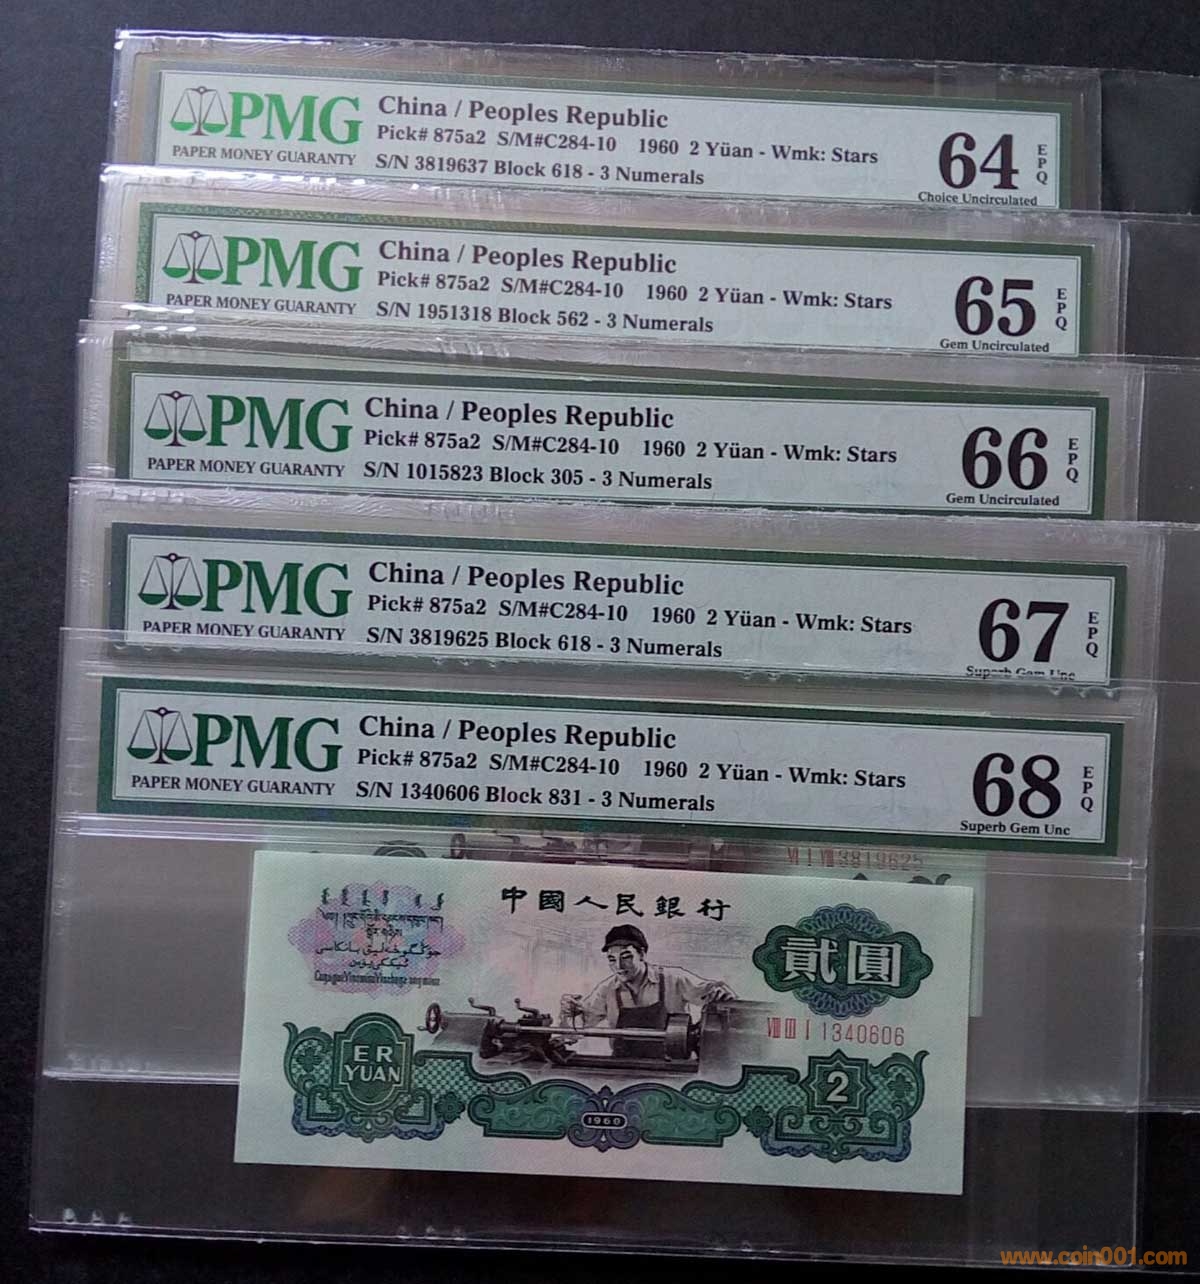 PMG
PAPER MONEY GUARANTY
China / Peoples Republic
Pick# 875a2 S/M#C284-10 1960 2 Yüan - Wmk: Stars
S/N 3819637 Block 618 - 3 Numerals
64
EPQ
Choice Uncirculated
PMG
PAPER MONEY GUARANTY
China / Peoples Republic
Pick# 875a2 S/M#C284-10 1960 2 Yüan - Wmk: Stars
S/N 1951318 Block 562 - 3 Numerals
65
EPQ
Gem Uncirculated
PMG
PAPER MONEY GUARANTY
China / Peoples Republic
Pick# 875a2 S/M#C284-10 1960 2 Yüan - Wmk: Stars
S/N 1015823 Block 305 - 3 Numerals
66
EPQ
Gem Uncirculated
PMG
PAPER MONEY GUARANTY
China / Peoples Republic
Pick# 875a2 S/M#C284-10 1960 2 Yüan - Wmk: Stars
S/N 3819625 Block 618 - 3 Numerals
67
EPQ
Superb Gem Unc
PMG
PAPER MONEY GUARANTY
China / Peoples Republic
Pick# 875a2 S/M#C284-10 1960 2 Yüan - Wmk: Stars
S/N 1340606 Block 831 - 3 Numerals
68
EPQ
Superb Gem Unc
VI I VIII 3819625
中國人民銀行
貳圓
VIII III I 1340606
ER
YUAN
2
1960
www.coin001.com